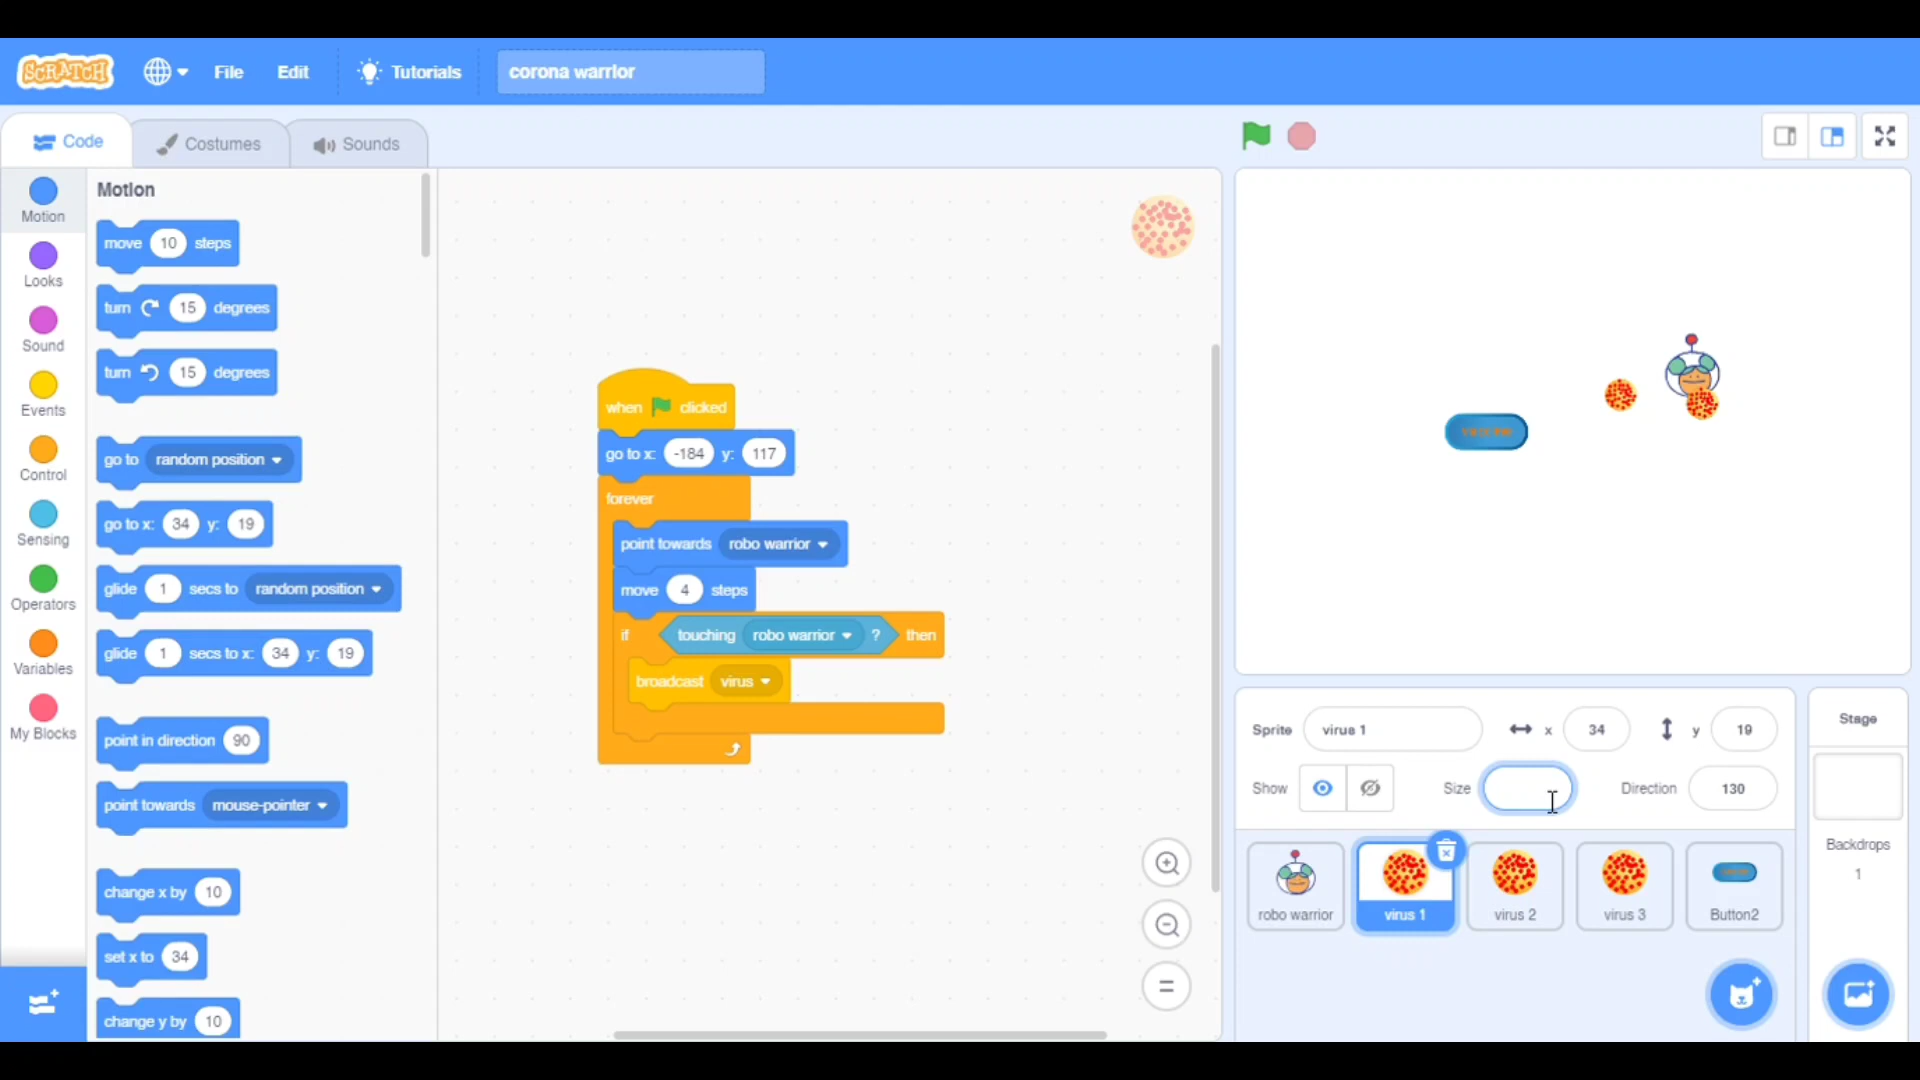 SCRATCH File Edit Tutorials corona warrior
Code Costumes Sounds
Motion
Looks
Sound
Events
Control
Sensing
Operators
Variables
My Blocks
Motion
move 10 steps
turn 15 degrees
turn 15 degrees
go to random position
go to x: 34 y: 19
glide 1 secs to random position
glide 1 secs to x: 34 y: 19
point in direction 90
point towards mouse-pointer
change x by 10
set x to 34
change y by 10
when clicked
go to x: -184 y: 117
forever
point towards robo warrior
move 4 steps
if touching robo warrior ? then
broadcast virus
Sprite virus 1 x 34 y 19
Show Size Direction 130
robo warrior virus 1 virus 2 virus 3 Button2
Stage
Backdrops
1